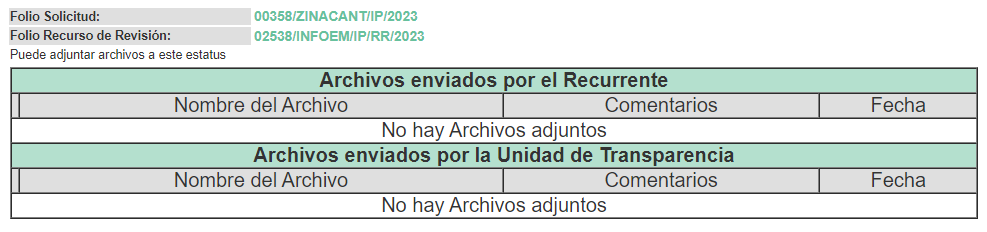 Folio Solicitud: 00358/ZINACANT/IP/2023
Folio Recurso de Revisión: 02538/INFOEM/IP/RR/2023
Puede adjuntar archivos a este estatus
Archivos enviados por el Recurrente
Nombre del Archivo Comentarios Fecha
No hay Archivos adjuntos
Archivos enviados por la Unidad de Transparencia
Nombre del Archivo Comentarios Fecha
No hay Archivos adjuntos